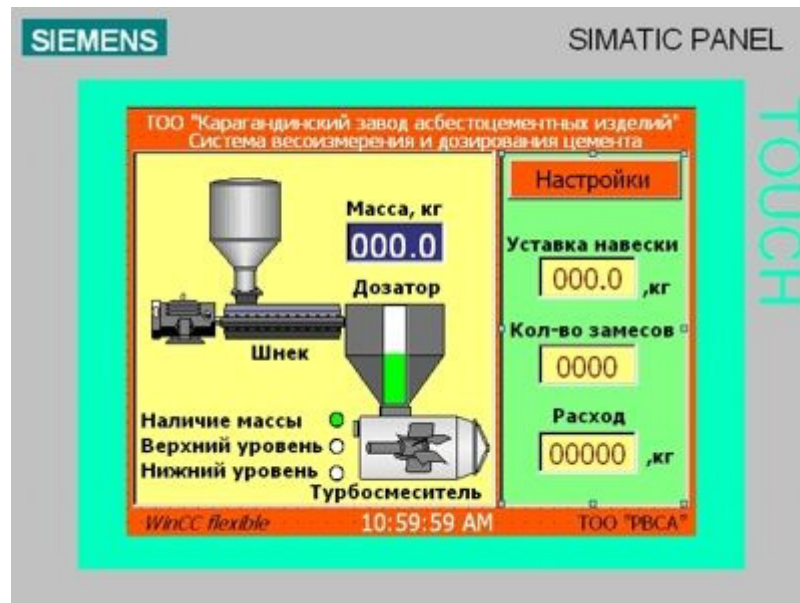 SIEMENS
SIMATIC PANEL
TOUCH
ТОО "Карагандинский завод асбестоцементных изделий"
Система весоизмерения и дозирования цемента
Настройки
Масса, кг
000.0
Уставка навески
000.0 ,кг
Дозатор
Шнек
Кол-во замесов
0000
Расход
00000 ,кг
Наличие массы
Верхний уровень
Нижний уровень
Турбосмеситель
WinCC flexible
10:59:59 AM
ТОО "РВСА"